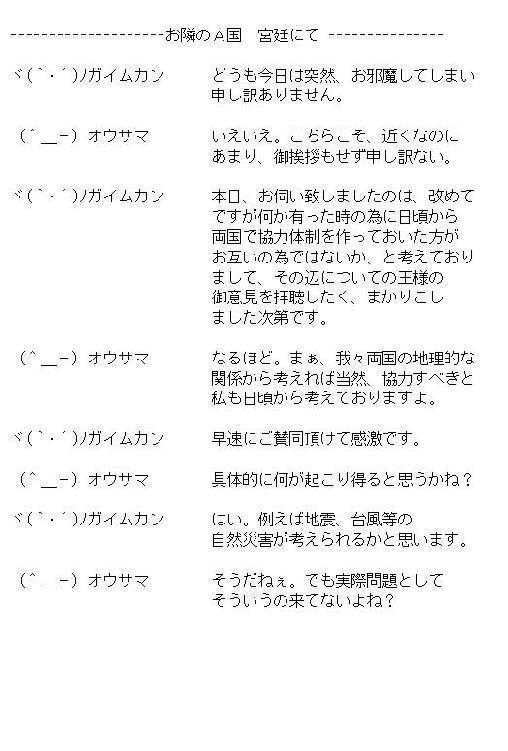 --------------------お隣のA国　宮廷にて ---------------
ヾ(｀・´)ﾉガイムカン　　　どうも今日は突然、お邪魔してしまい
申し訳ありません。
（＾＿－）オウサマ　　　いえいえ。こちらこそ、近くなのに
あまり、御挨拶もせず申し訳ない。
ヾ(｀・´)ﾉガイムカン　　　本日、お伺い致しましたのは、改めて
ですが何か有った時の為に日頃から
両国で協力体制を作っておいた方が
お互いの為ではないか、と考えており
まして、その辺についての王様の
御意見を拝聴したく、まかりこし
ました次第です。
（＾＿－）オウサマ　　　なるほど。まぁ、我々両国の地理的な
関係から考えれば当然、協力すべきと
私も日頃から考えておりますよ。
ヾ(｀・´)ﾉガイムカン　　　早速にご賛同頂けて感激です。
（＾＿－）オウサマ　　　具体的に何が起こり得ると思うかね？
ヾ(｀・´)ﾉガイムカン　　　はい。例えば地震、台風等の
自然災害が考えられるかと思います。
（＾＿－）オウサマ　　　そうだねぇ。でも実際問題として
そういうの来てないよね？